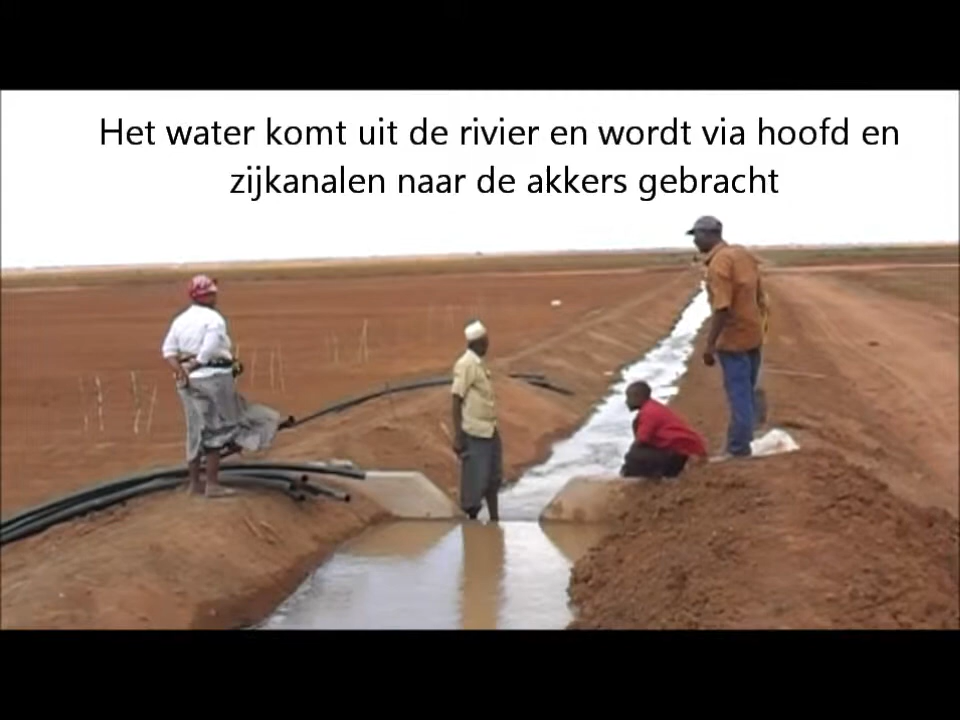 Het water komt uit de rivier en wordt via hoofd en
zijkanalen naar de akkers gebracht